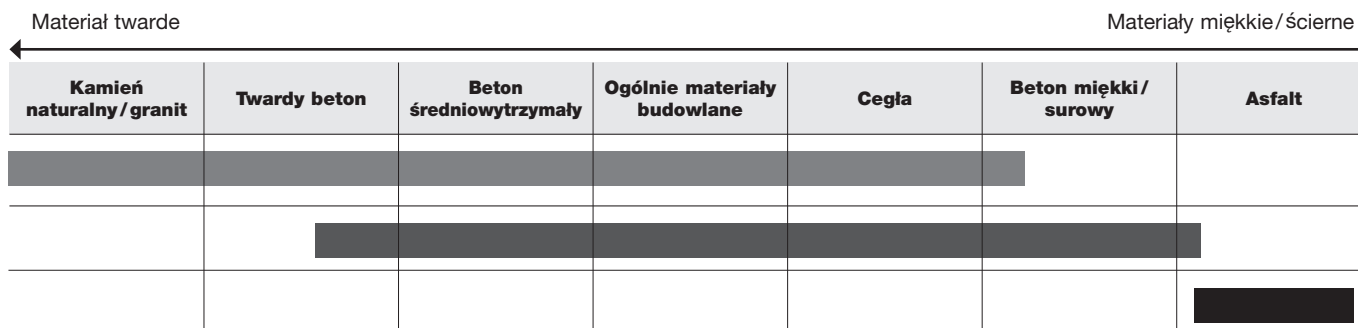 Materiał twarde
Materiały miękkie/ścierne
Kamień
naturalny/granit
Twardy beton
Beton
średniowytrzymały
Ogólnie materiały
budowlane
Cegła
Beton miękki/
surowy
Asfalt